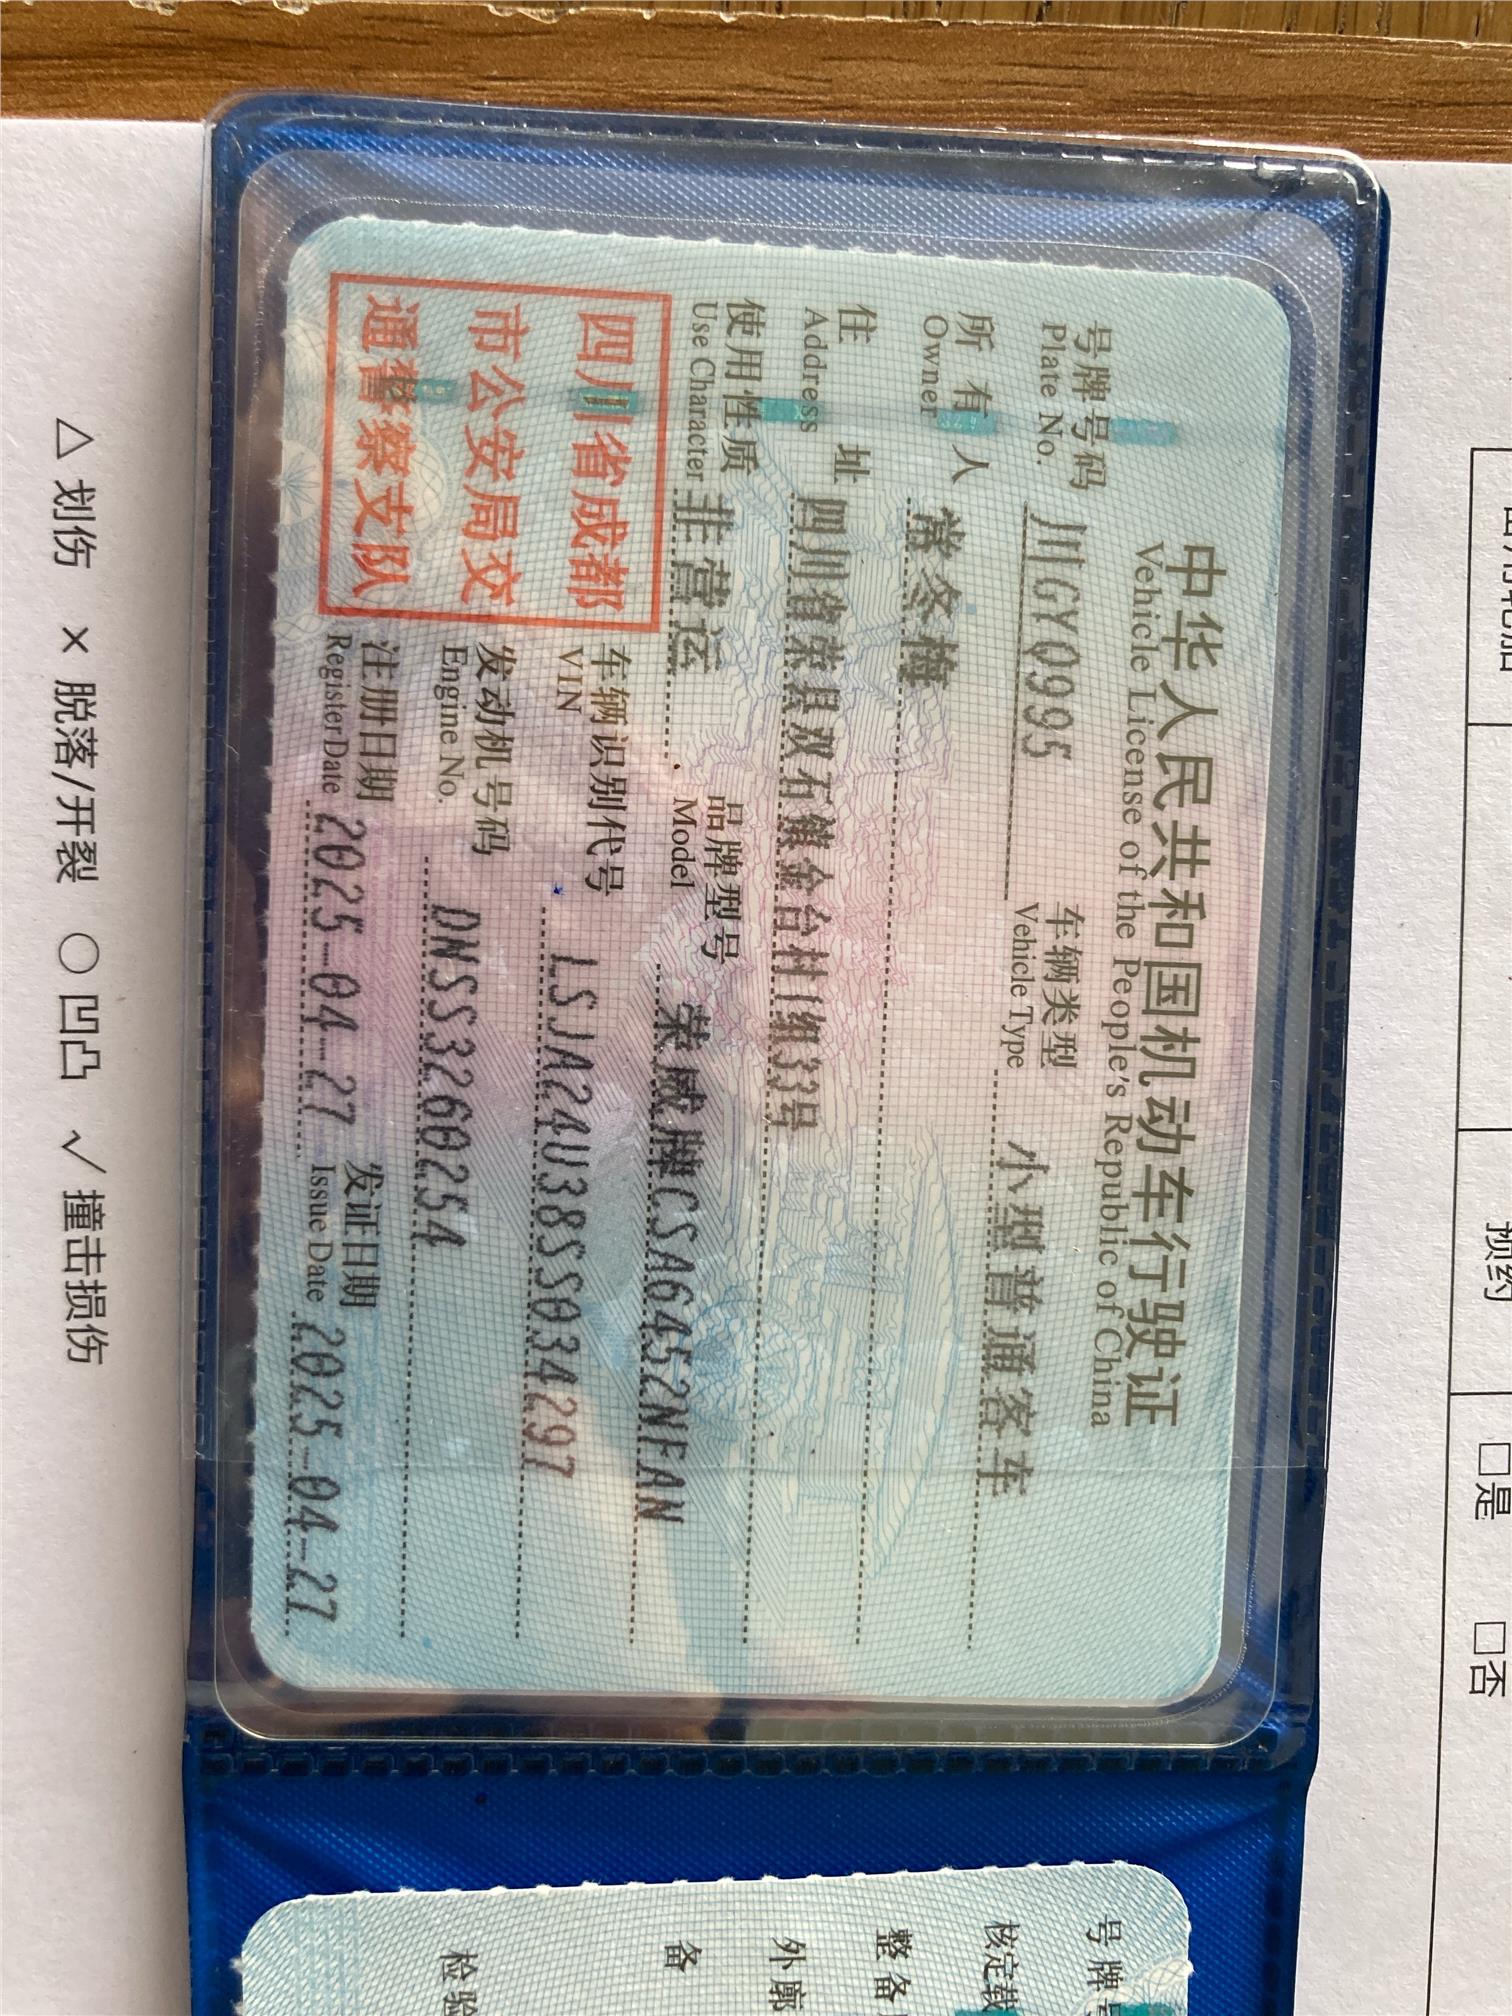 中华人民共和国机动车行驶证
Vehicle License of the People's Republic of China
号牌号码 川GYQ995 车辆类型 小型普通客车
Plate No. Vehicle Type
所有人 常冬梅
Owner
住址 四川省荣县双石镇金台村1组33号
Address
使用性质 非营运 品牌型号 荣威牌CSA6452NFAN
Use Character Model
四川省成都
市公安局交
通警察支队
车辆识别代号 LSJA24U38SS034297
VIN
发动机号码 DNSS3260254
Engine No.
注册日期 2025-04-27 发证日期 2025-04-27
Register Date Issue Date
△ 划伤 × 脱落/开裂 ○ 凹凸 √ 撞击损伤
预约
□是 □否
号牌
核定载
整备
外廓
备
检验